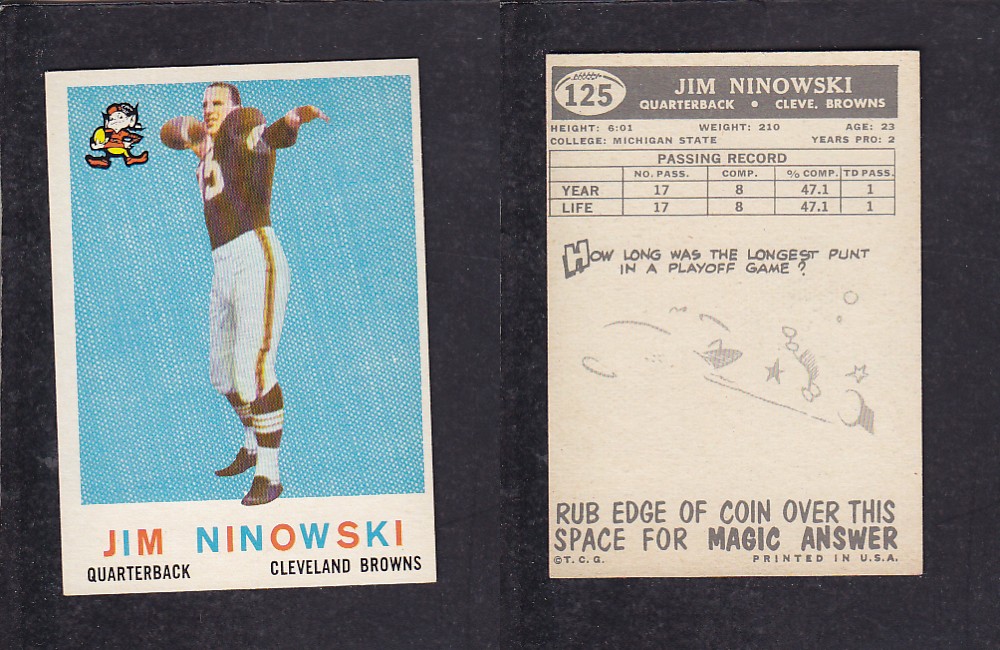 JIM NINOWSKI
QUARTERBACK
CLEVELAND BROWNS
125
JIM NINOWSKI
QUARTERBACK • CLEVE. BROWNS
HEIGHT: 6:01 WEIGHT: 210 AGE: 23
COLLEGE: MICHIGAN STATE YEARS PRO: 2
PASSING RECORD
NO. PASS. COMP. % COMP. TD PASS.
YEAR 17 8 47.1 1
LIFE 17 8 47.1 1
HOW LONG WAS THE LONGEST PUNT
IN A PLAYOFF GAME?
RUB EDGE OF COIN OVER THIS
SPACE FOR MAGIC ANSWER
©T.C.G. PRINTED IN U.S.A.